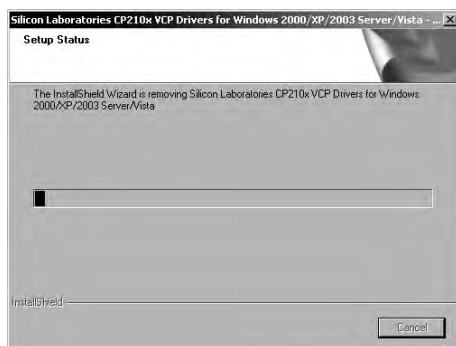 Silicon Laboratories CP210x VCP Drivers for Windows 2000/XP/2003 Server/Vista - ...
Setup Status
The InstallShield Wizard is removing Silicon Laboratories CP210x VCP Drivers for Windows
2000/XP/2003 Server/Vista
InstallShield
Cancel